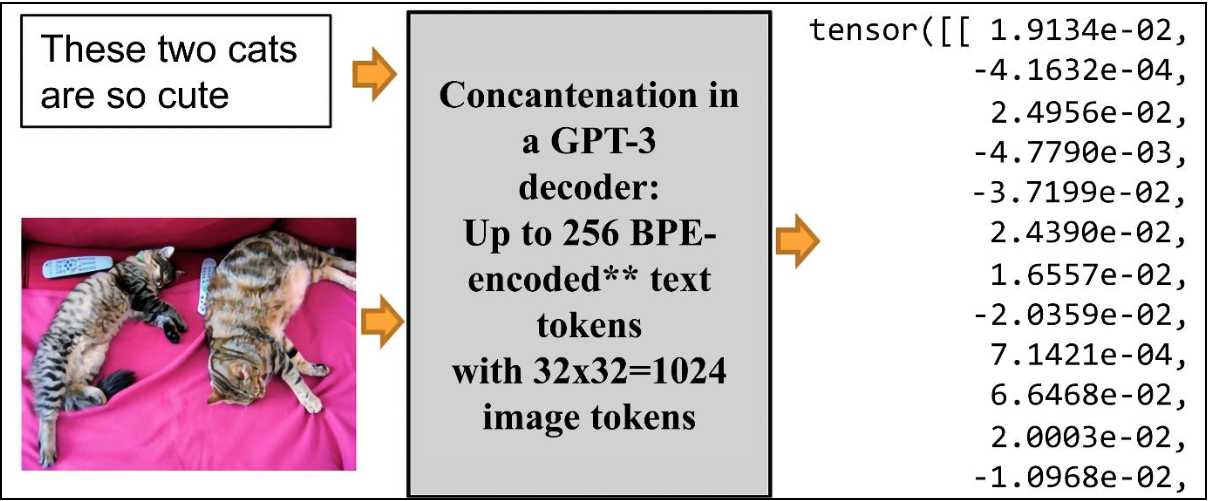 These two cats
are so cute
Concantenation in
a GPT-3
decoder:
Up to 256 BPE-
encoded** text
tokens
with 32x32=1024
image tokens
tensor([[ 1.9134e-02,
-4.1632e-04,
2.4956e-02,
-4.7790e-03,
-3.7199e-02,
2.4390e-02,
1.6557e-02,
-2.0359e-02,
7.1421e-04,
6.6468e-02,
2.0003e-02,
-1.0968e-02,